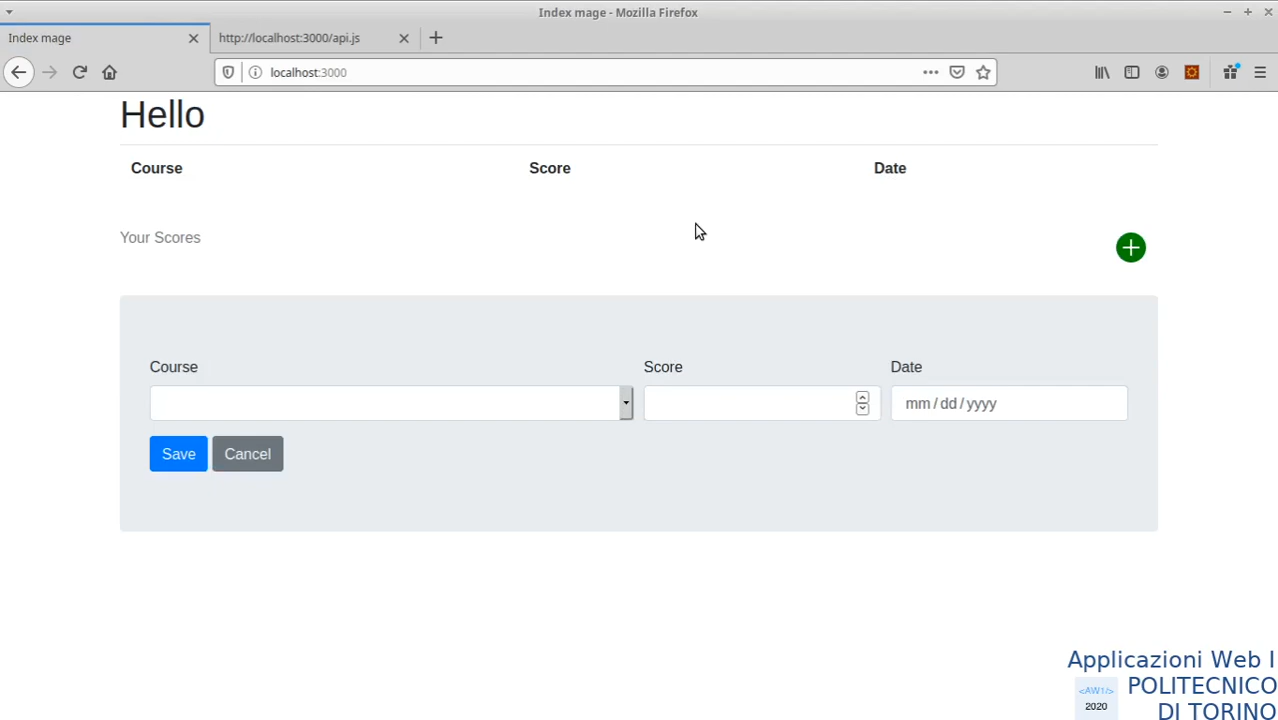 Index mage - Mozilla Firefox
Index mage
http://localhost:3000/api.js
localhost:3000
Hello
Course Score Date
Your Scores
Course Score Date
mm / dd / yyyy
Save Cancel
Applicazioni Web I
<AW1/> POLITECNICO
2020 DI TORINO